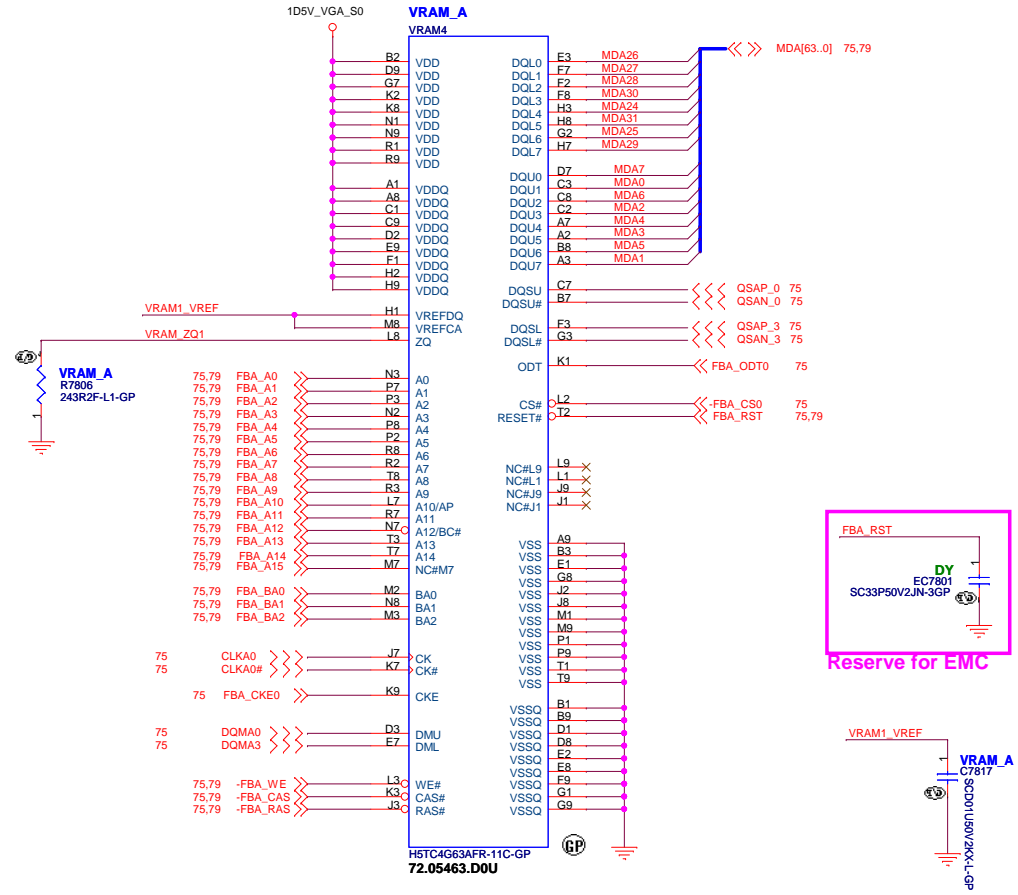 1D5V_VGA_S0
VRAM_A
VRAM4
B2 VDD
D9 VDD
G7 VDD
K2 VDD
K8 VDD
N1 VDD
N9 VDD
R1 VDD
R9 VDD
A1 VDDQ
A8 VDDQ
C1 VDDQ
C9 VDDQ
D2 VDDQ
E9 VDDQ
F1 VDDQ
H2 VDDQ
H9 VDDQ
VRAM1_VREF H1 VREFDQ
M8 VREFCA
VRAM_ZQ1 L8 ZQ
VRAM_A
R7806
243R2F-L1-GP
1
75,79 FBA_A0 N3 A0
75,79 FBA_A1 P7 A1
75,79 FBA_A2 P3 A2
75,79 FBA_A3 N2 A3
75,79 FBA_A4 P8 A4
75,79 FBA_A5 P2 A5
75,79 FBA_A6 R8 A6
75,79 FBA_A7 R2 A7
75,79 FBA_A8 T8 A8
75,79 FBA_A9 R3 A9
75,79 FBA_A10 L7 A10/AP
75,79 FBA_A11 R7 A11
75,79 FBA_A12 N7 A12/BC#
75,79 FBA_A13 T3 A13
75,79 FBA_A14 T7 A14
75,79 FBA_A15 M7 NC#M7
75,79 FBA_BA0 M2 BA0
75,79 FBA_BA1 N8 BA1
75,79 FBA_BA2 M3 BA2
75 CLKA0 J7 CK
75 CLKA0# K7 CK#
75 FBA_CKE0 K9 CKE
75 DQMA0 D3 DMU
75 DQMA3 E7 DML
75,79 -FBA_WE L3 WE#
75,79 -FBA_CAS K3 CAS#
75,79 -FBA_RAS J3 RAS#
DQL0 E3 MDA26
DQL1 F7 MDA27
DQL2 F2 MDA28
DQL3 F8 MDA30
DQL4 H3 MDA24
DQL5 H8 MDA31
DQL6 G2 MDA25
DQL7 H7 MDA29
MDA[63..0] 75,79
DQU0 D7 MDA7
DQU1 C3 MDA0
DQU2 C8 MDA6
DQU3 C2 MDA2
DQU4 A7 MDA4
DQU5 A2 MDA3
DQU6 B8 MDA5
DQU7 A3 MDA1
DQSU C7 QSAP_0 75
DQSU# B7 QSAN_0 75
DQSL F3 QSAP_3 75
DQSL# G3 QSAN_3 75
ODT K1 FBA_ODT0 75
CS# L2 -FBA_CS0 75
RESET# T2 FBA_RST 75,79
NC#L9 L9
NC#L1 L1
NC#J9 J9
NC#J1 J1
VSS A9
VSS B3
VSS E1
VSS G8
VSS J2
VSS J8
VSS M1
VSS M9
VSS P1
VSS P9
VSS T1
VSS T9
VSSQ B1
VSSQ B9
VSSQ D1
VSSQ D8
VSSQ E2
VSSQ E8
VSSQ F9
VSSQ G1
VSSQ G9
H5TC4G63AFR-11C-GP
72.05463.D0U
GP
FBA_RST
1
DY
EC7801
SC33P50V2JN-3GP
Reserve for EMC
VRAM1_VREF
1
VRAM_A
C7817
SCD01U50V2KX-L-GP